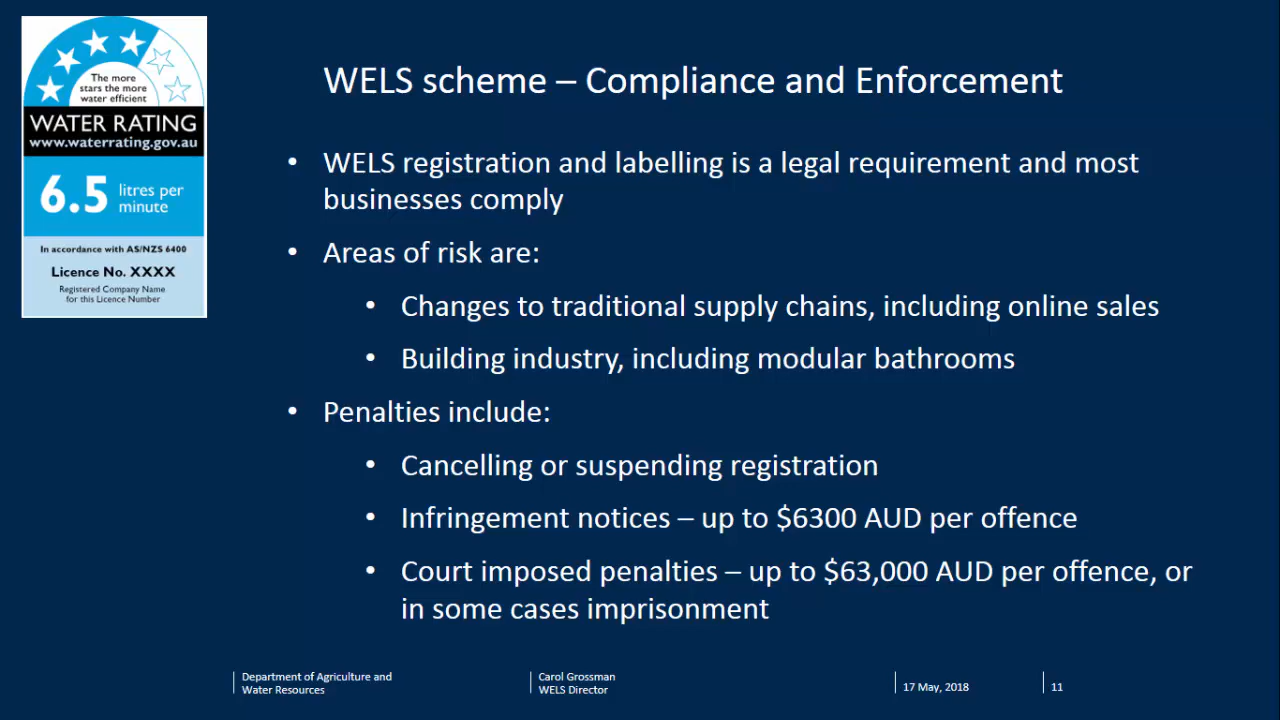 The more
stars the more
water efficient
WATER RATING
www.waterrating.gov.au
6.5 litres per
minute
In accordance with AS/NZS 6400
Licence No. XXXX
Registered Company Name
for this Licence Number
WELS scheme – Compliance and Enforcement
• WELS registration and labelling is a legal requirement and most
businesses comply
• Areas of risk are:
• Changes to traditional supply chains, including online sales
• Building industry, including modular bathrooms
• Penalties include:
• Cancelling or suspending registration
• Infringement notices – up to $6300 AUD per offence
• Court imposed penalties – up to $63,000 AUD per offence, or
in some cases imprisonment
Department of Agriculture and
Water Resources
Carol Grossman
WELS Director
17 May, 2018
11